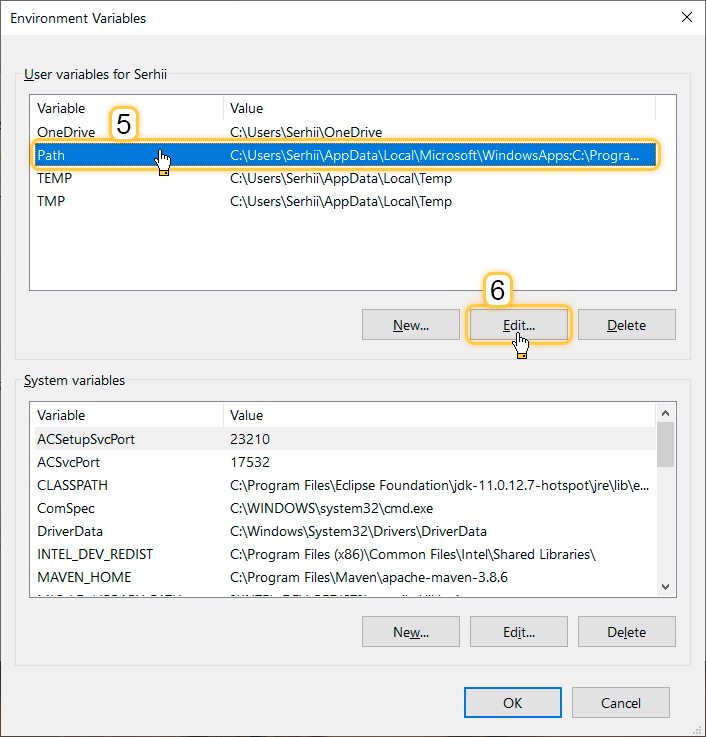 Environment Variables
User variables for Serhii
Variable Value
5
OneDrive C:\Users\Serhii\OneDrive
Path C:\Users\Serhii\AppData\Local\Microsoft\WindowsApps;C:\Progra...
TEMP C:\Users\Serhii\AppData\Local\Temp
TMP C:\Users\Serhii\AppData\Local\Temp
6
New... Edit... Delete
System variables
Variable Value
ACSetupSvcPort 23210
ACSvcPort 17532
CLASSPATH C:\Program Files\Eclipse Foundation\jdk-11.0.12.7-hotspot\jre\lib\e...
ComSpec C:\WINDOWS\system32\cmd.exe
DriverData C:\Windows\System32\Drivers\DriverData
INTEL_DEV_REDIST C:\Program Files (x86)\Common Files\Intel\Shared Libraries\
MAVEN_HOME C:\Program Files\Maven\apache-maven-3.8.6
New... Edit... Delete
OK Cancel